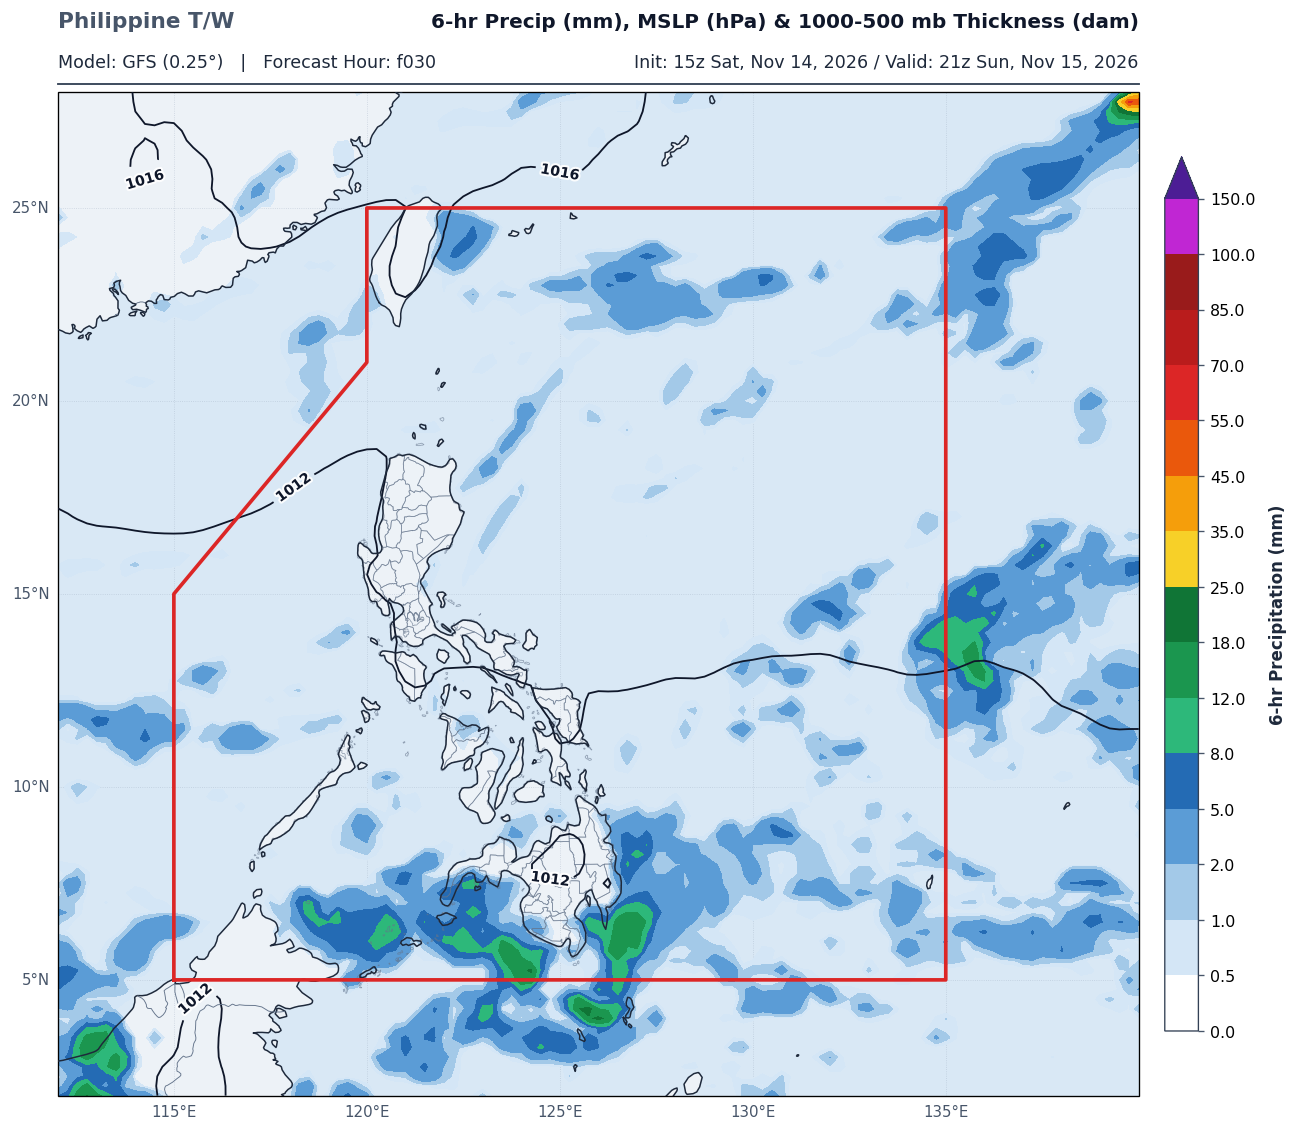 Philippine T/W
6-hr Precip (mm), MSLP (hPa) & 1000-500 mb Thickness (dam)
Model: GFS (0.25°) | Forecast Hour: f030
Init: 15z Sat, Nov 14, 2026 / Valid: 21z Sun, Nov 15, 2026
1016
1016
1012
1012
1012
25°N
20°N
15°N
10°N
5°N
115°E
120°E
125°E
130°E
135°E
150.0
100.0
85.0
70.0
55.0
45.0
35.0
25.0
18.0
12.0
8.0
5.0
2.0
1.0
0.5
0.0
6-hr Precipitation (mm)